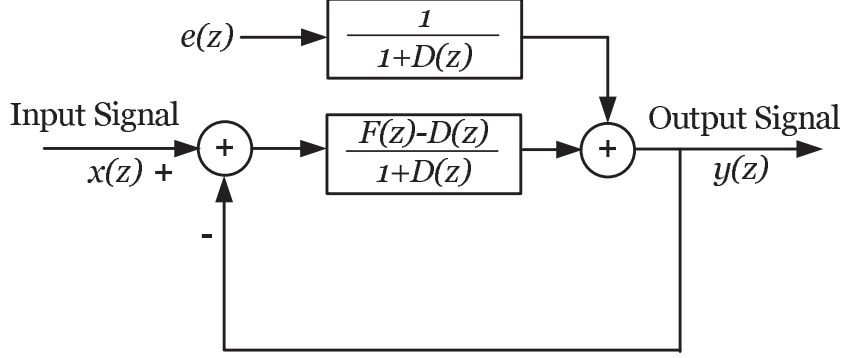 e(z)
1
1+D(z)
Input Signal
x(z) +
+
F(z)-D(z)
1+D(z)
+
Output Signal
y(z)
-